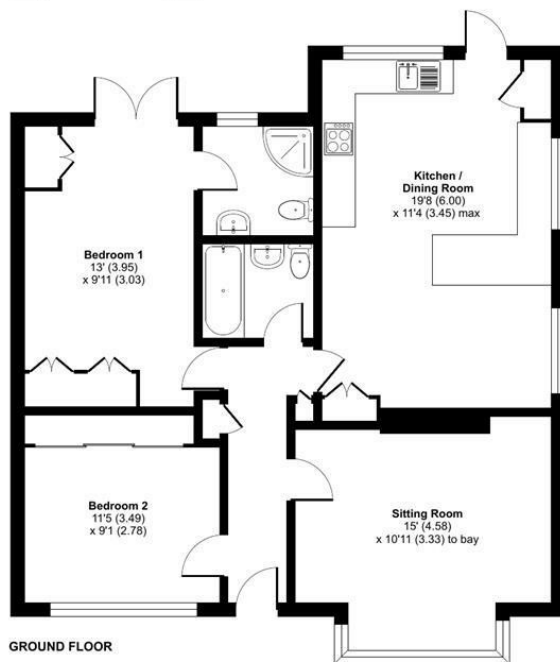 Kitchen /
Dining Room
19'8 (6.00)
x 11'4 (3.45) max
Bedroom 1
13' (3.95)
x 9'11 (3.03)
Bedroom 2
11'5 (3.49)
x 9'1 (2.78)
Sitting Room
15' (4.58)
x 10'11 (3.33) to bay
GROUND FLOOR